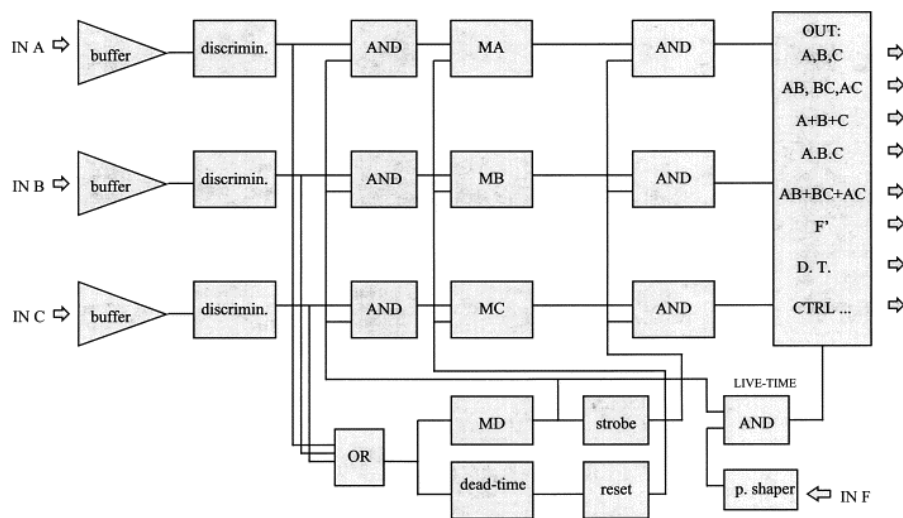 IN A
buffer
discrimin.
AND
MA
AND
OUT:
A,B,C
AB, BC,AC
A+B+C
A.B.C
AB+BC+AC
F'
D. T.
CTRL ...
IN B
buffer
discrimin.
AND
MB
AND
IN C
buffer
discrimin.
AND
MC
AND
LIVE-TIME
OR
MD
strobe
AND
dead-time
reset
p. shaper
IN F